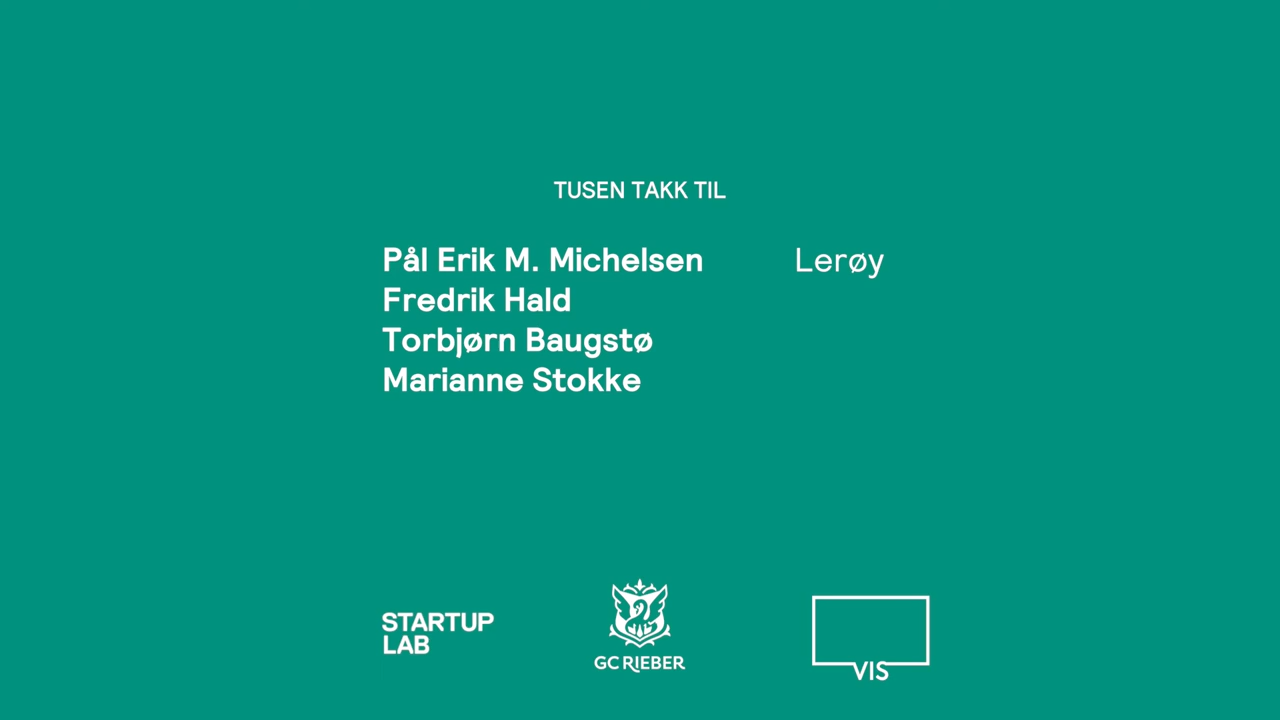 TUSEN TAKK TIL
Pål Erik M. Michelsen Lerøy
Fredrik Hald
Torbjørn Baugstø
Marianne Stokke
STARTUP
LAB
GC RIEBER
VIS